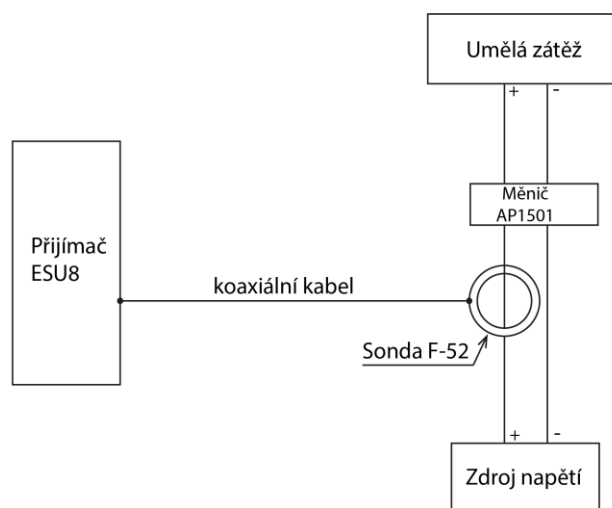 Umělá zátěž
+ -
Měnič
AP1501
Přijímač
ESU8
koaxiální kabel
Sonda F-52
+ -
Zdroj napětí